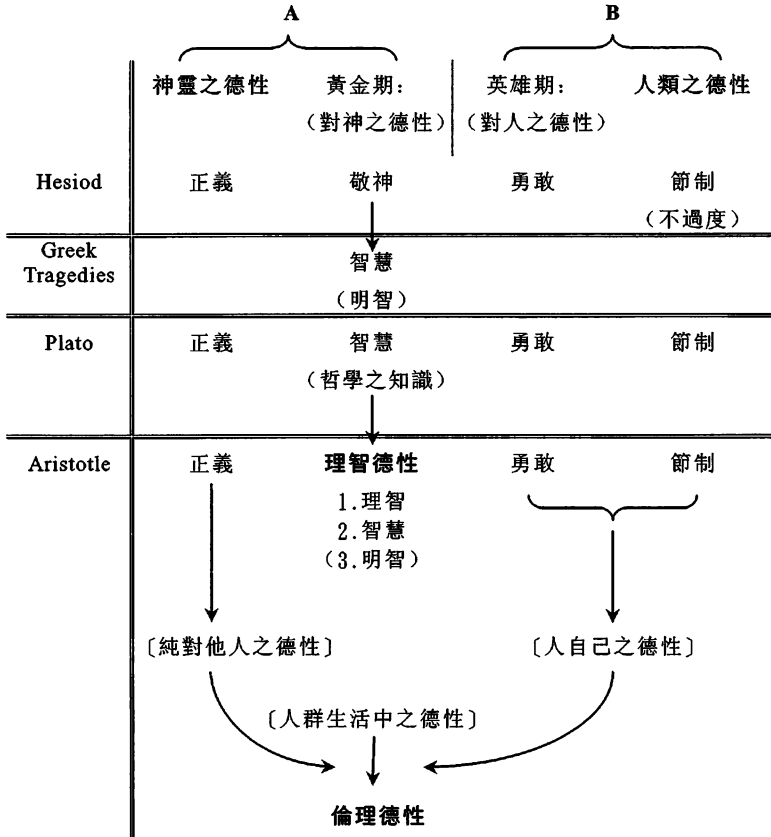 A B
神靈之德性 黃金期： 英雄期： 人類之德性
（對神之德性） （對人之德性）
Hesiod 正義 敬神 勇敢 節制
（不過度）
Greek
Tragedies 智慧
（明智）
Plato 正義 智慧 勇敢 節制
（哲學之知識）
Aristotle 正義 理智德性 勇敢 節制
1.理智
2.智慧
（3.明智）
〔純對他人之德性〕 〔人自己之德性〕
〔人群生活中之德性〕
倫理德性